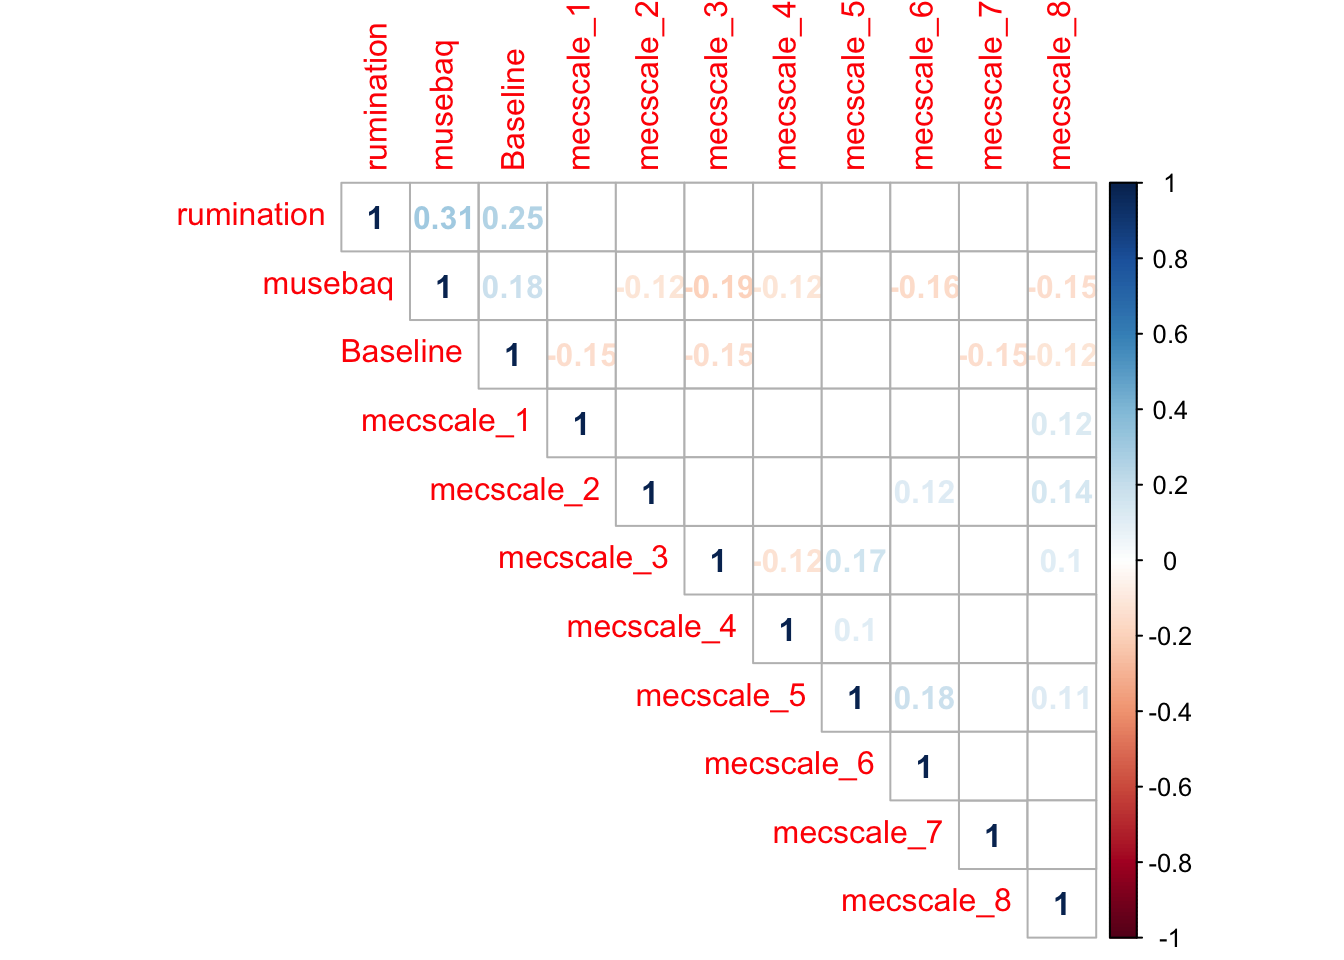 rumination
musebaq
Baseline
mecscale_1
mecscale_2
mecscale_3
mecscale_4
mecscale_5
mecscale_6
mecscale_7
mecscale_8
rumination 1 0.31 0.25
musebaq 1 0.18 -0.12 -0.19 -0.12 -0.16 -0.15
Baseline 1 -0.15 -0.15 -0.15 -0.12
mecscale_1 1 0.12
mecscale_2 1 0.12 0.14
mecscale_3 1 -0.12 0.17 0.1
mecscale_4 1 0.1
mecscale_5 1 0.18 0.11
mecscale_6 1
mecscale_7 1
mecscale_8 1
1
0.8
0.6
0.4
0.2
0
-0.2
-0.4
-0.6
-0.8
-1